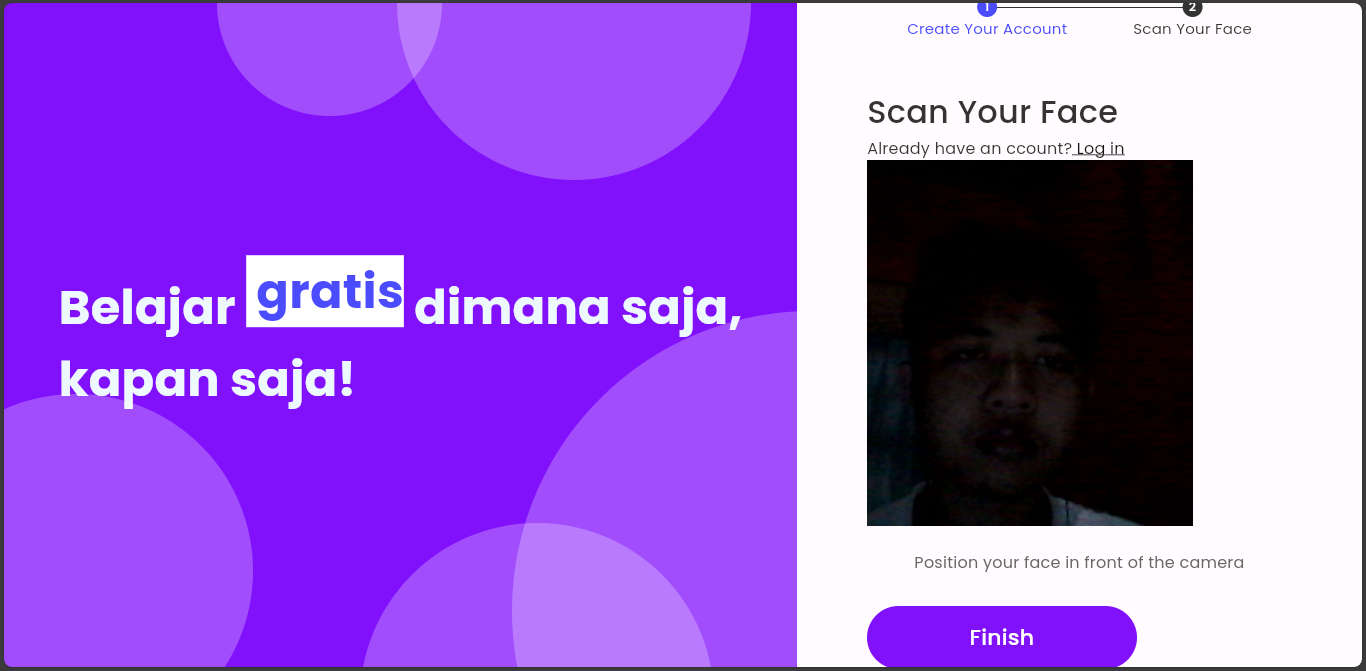 Belajar gratis dimana saja,
kapan saja!
1 2
Create Your Account Scan Your Face
Scan Your Face
Already have an ccount? Log in
Position your face in front of the camera
Finish